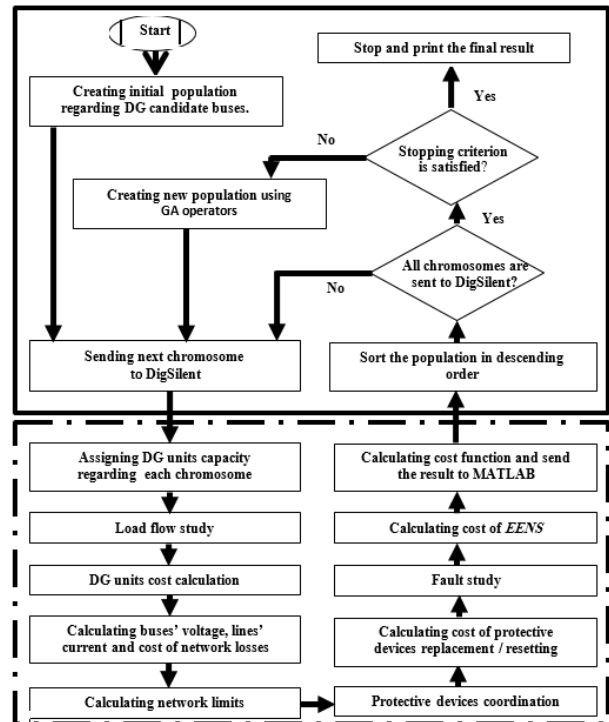 Start
Creating initial population
regarding DG candidate buses.
Stop and print the final result
Yes
No
Stopping criterion
is satisfied?
Creating new population using
GA operators
Yes
All chromosomes are
sent to DigSilent?
No
Sending next chromosome
to DigSilent
Sort the population in descending
order
Assigning DG units capacity
regarding each chromosome
Load flow study
DG units cost calculation
Calculating buses' voltage, lines'
current and cost of network losses
Calculating network limits
Protective devices coordination
Calculating cost of protective
devices replacement / resetting
Fault study
Calculating cost of EENS
Calculating cost function and send
the result to MATLAB